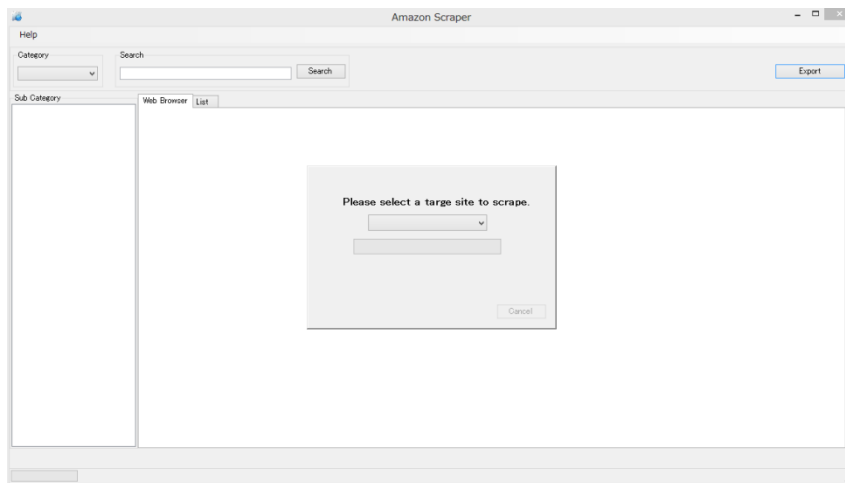 Amazon Scraper
Help
Category
Search
Search
Export
Sub Category
Web Browser
List
Please select a targe site to scrape.
Cancel